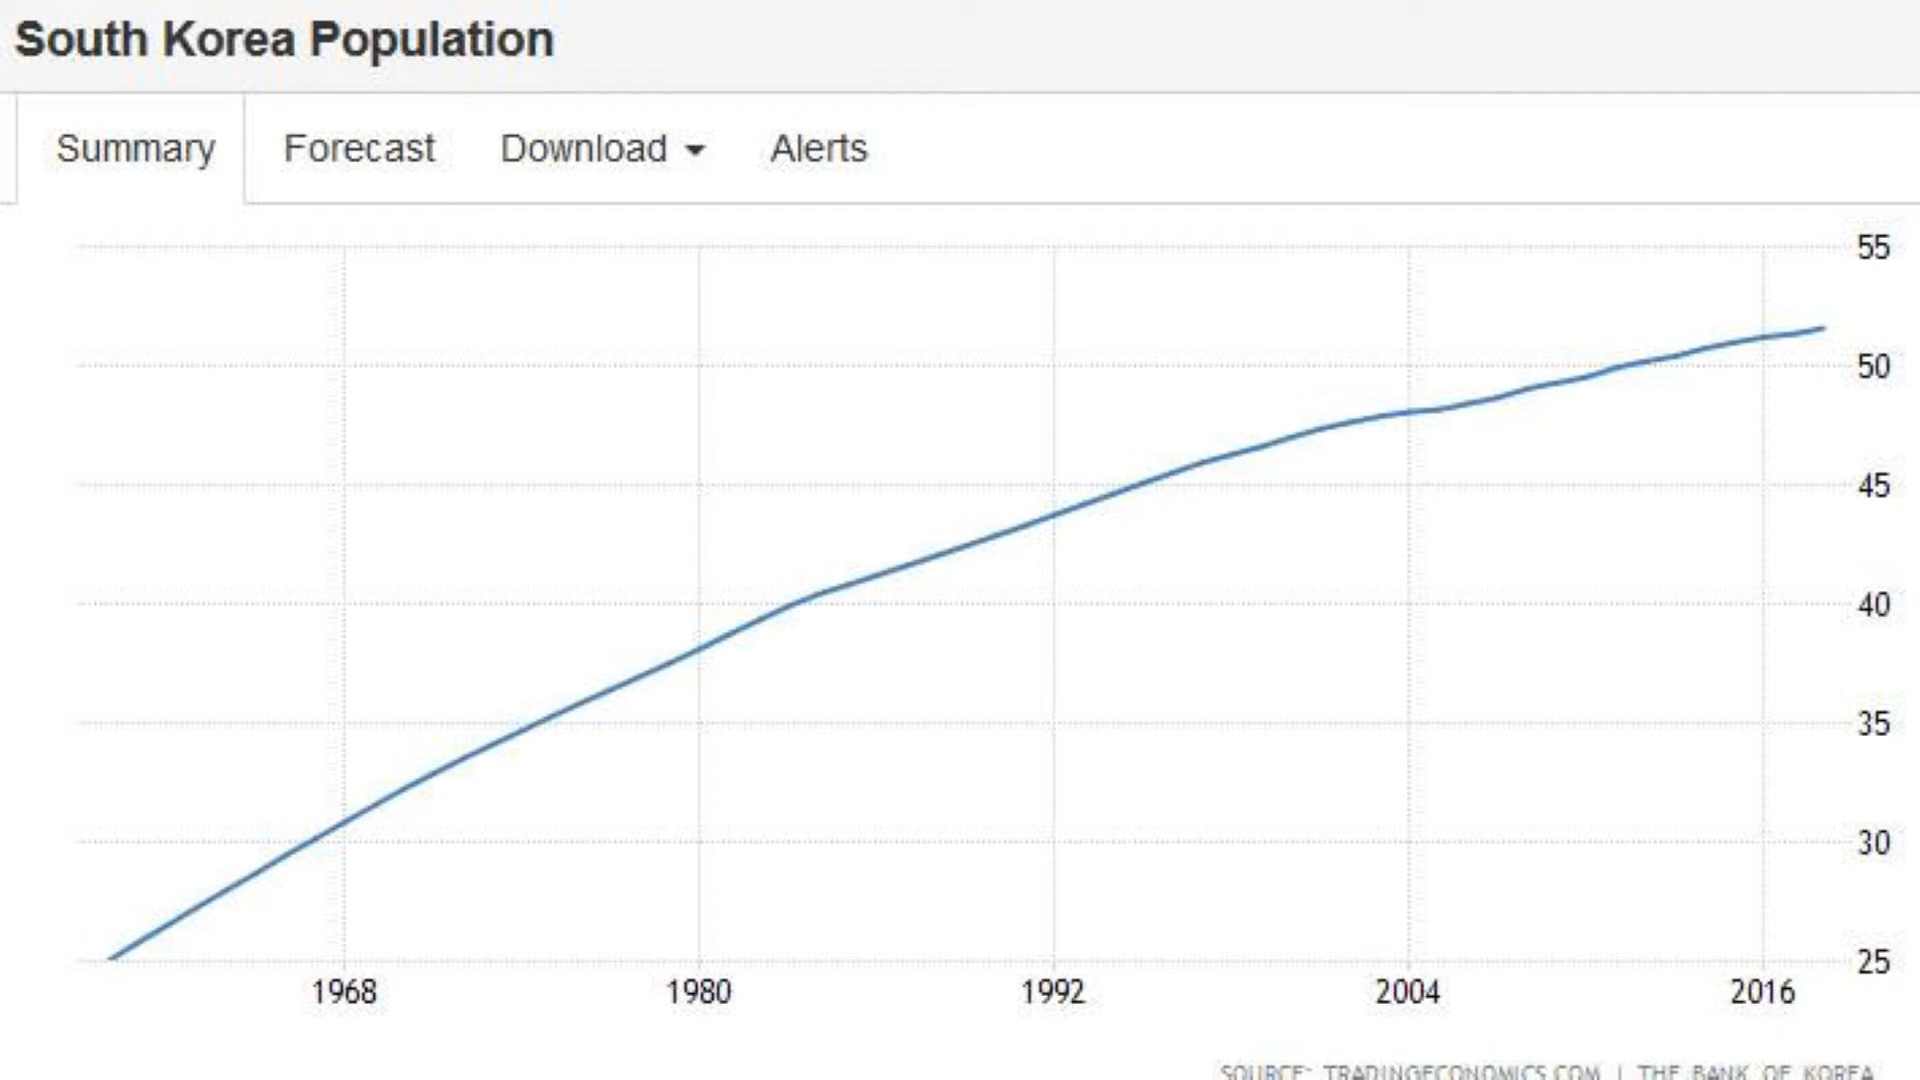 South Korea Population
Summary Forecast Download Alerts
55
50
45
40
35
30
25
1968 1980 1992 2004 2016
SOURCE: TRADINGECONOMICS.COM | THE BANK OF KOREA